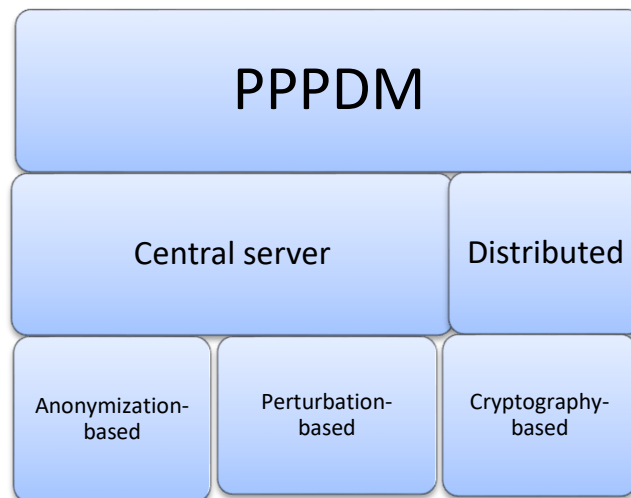 PPPDM
Central server
Distributed
Anonymization-
based
Perturbation-
based
Cryptography-
based